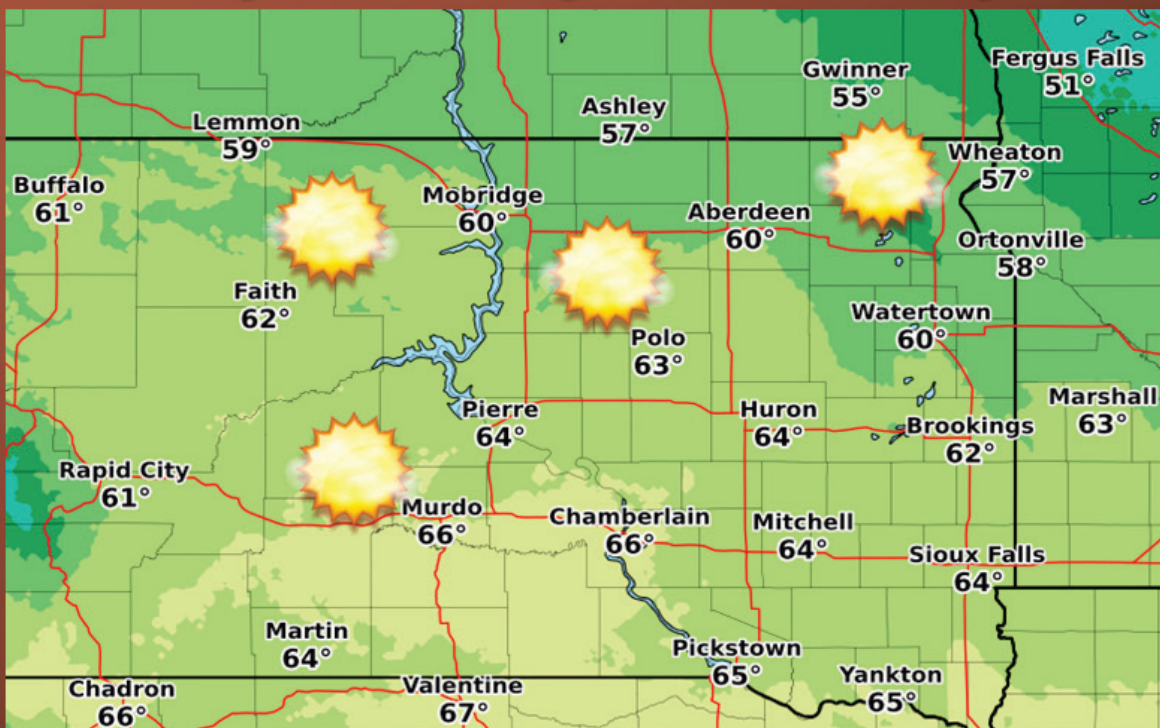 Fergus Falls
51°
Gwinner
55°
Ashley
57°
Lemmon
59°
Wheaton
57°
Buffalo
61°
Mobridge
60°
Aberdeen
60°
Ortonville
58°
Faith
62°
Watertown
60°
Polo
63°
Marshall
63°
Pierre
64°
Huron
64°
Brookings
62°
Rapid City
61°
Murdo
66°
Chamberlain
66°
Mitchell
64°
Sioux Falls
64°
Martin
64°
Pickstown
65°
Yankton
65°
Chadron
66°
Valentine
67°